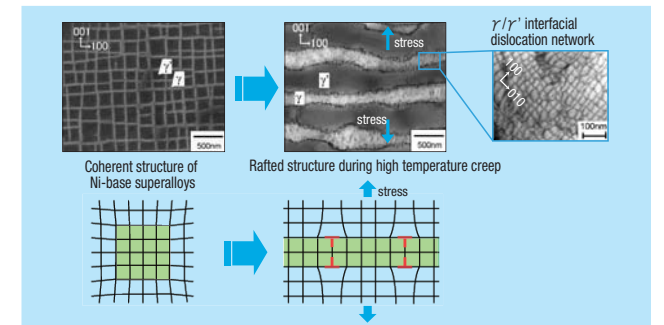 001
100
γ'
γ
500nm
Coherent structure of
Ni-base superalloys
001
100
stress
γ'
γ
stress
500nm
Rafted structure during high temperature creep
γ/γ' interfacial
dislocation network
100
010
100nm
stress